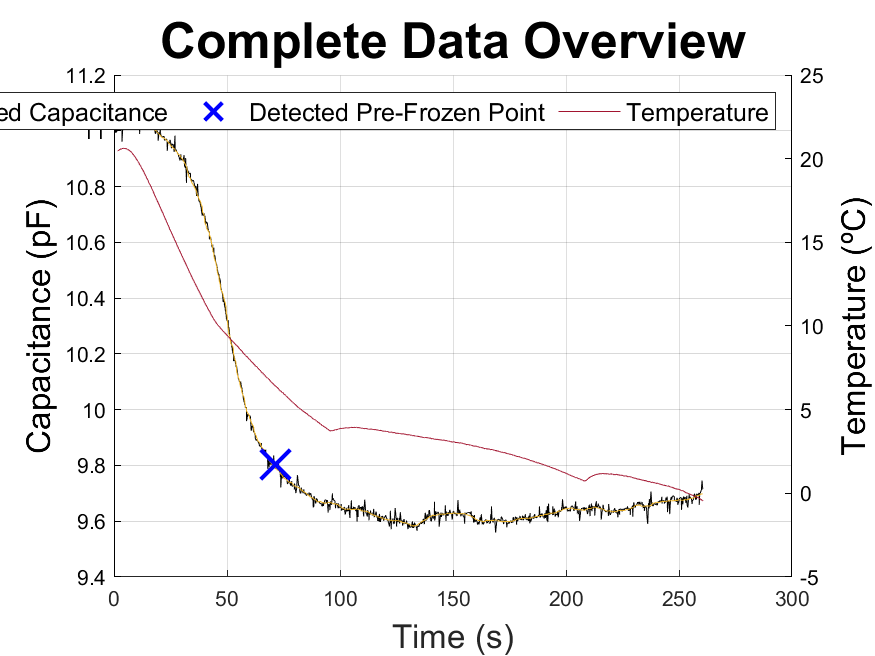 Complete Data Overview
ed Capacitance Detected Pre-Frozen Point Temperature
11.2
11
10.8
10.6
10.4
10.2
10
9.8
9.6
9.4
Capacitance (pF)
25
20
15
10
5
0
-5
Temperature (ºC)
0 50 100 150 200 250 300
Time (s)